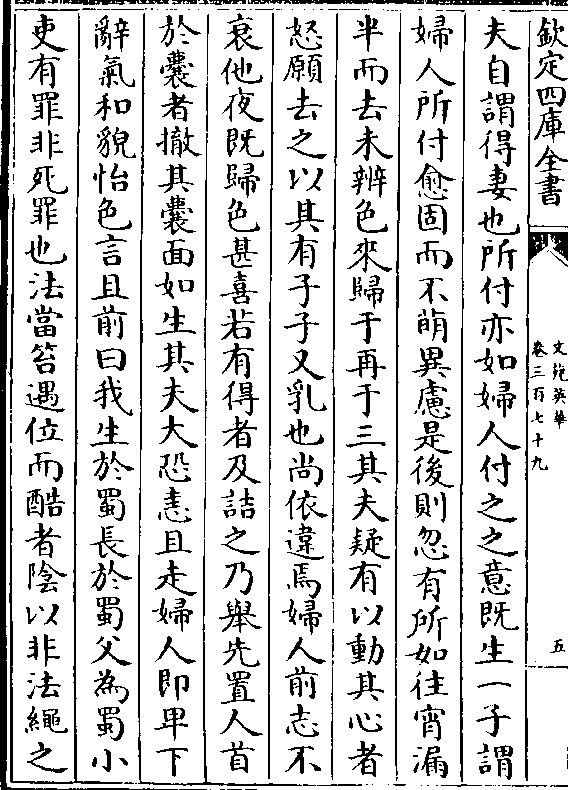 欽定四庫全書
文苑英華
卷三百七十九
五
夫自謂得妻也所付亦如婦人付之之意既生一子謂
婦人所付愈固而不萌異慮是後則忽有所如往宵漏
半而去未辨色來歸于再于三其夫疑有以動其心者
怒願去之以其有子子又乳也尚依違焉婦人前志不
衰他夜既歸色甚喜若有得者及詰之乃舉先置人首
於囊者撤其囊面如生其夫大恐恚且走婦人即卑下
辭氣和貌怡色言且前曰我生於蜀長於蜀父為蜀小
吏有罪非死罪也法當笞遇位而酷者陰以非法繩之